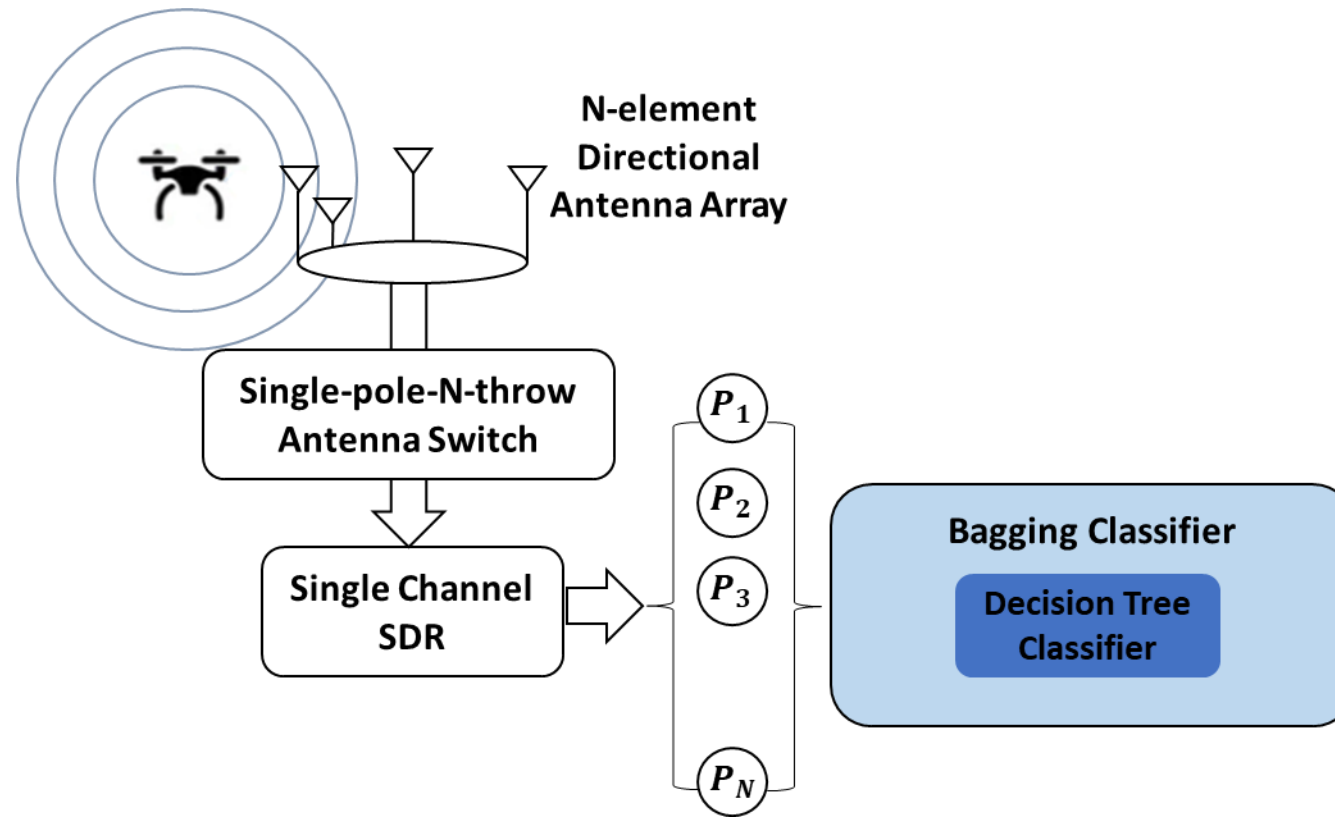 N-element
Directional
Antenna Array
Single-pole-N-throw
Antenna Switch
Single Channel
SDR
P₁
P₂
P₃
P_N
Bagging Classifier
Decision Tree
Classifier